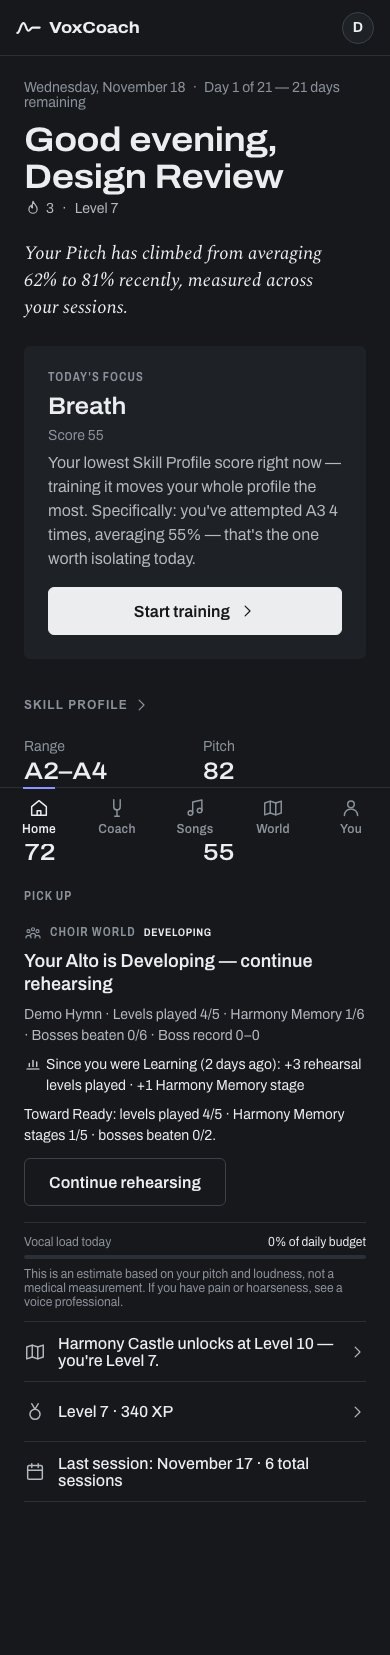 VoxCoach
D
Wednesday, November 18 · Day 1 of 21 — 21 days
remaining
Good evening,
Design Review
3 · Level 7
Your Pitch has climbed from averaging
62% to 81% recently, measured across
your sessions.
TODAY'S FOCUS
Breath
Score 55
Your lowest Skill Profile score right now —
training it moves your whole profile the
most. Specifically: you've attempted A3 4
times, averaging 55% — that's the one
worth isolating today.
Start training
SKILL PROFILE
Range Pitch
A2–A4 82
Home Coach Songs World You
72 55
PICK UP
CHOIR WORLD DEVELOPING
Your Alto is Developing — continue
rehearsing
Demo Hymn · Levels played 4/5 · Harmony Memory 1/6
· Bosses beaten 0/6 · Boss record 0–0
Since you were Learning (2 days ago): +3 rehearsal
levels played · +1 Harmony Memory stage
Toward Ready: levels played 4/5 · Harmony Memory
stages 1/5 · bosses beaten 0/2.
Continue rehearsing
Vocal load today 0% of daily budget
This is an estimate based on your pitch and loudness, not a
medical measurement. If you have pain or hoarseness, see a
voice professional.
Harmony Castle unlocks at Level 10 —
you're Level 7.
Level 7 · 340 XP
Last session: November 17 · 6 total
sessions